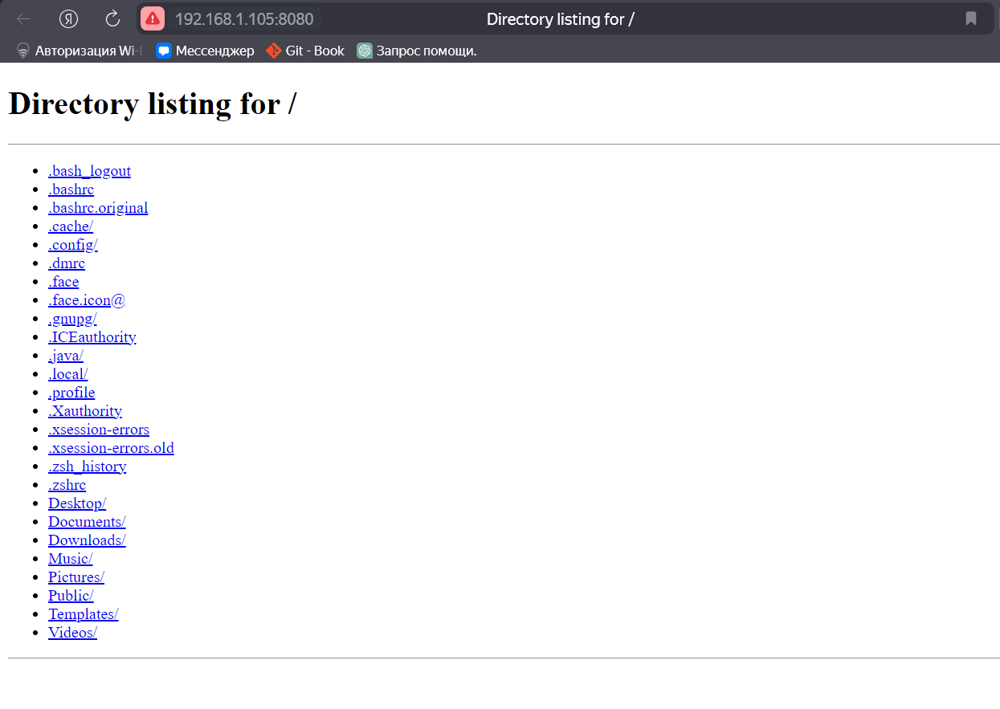 192.168.1.105:8080 Directory listing for /
Авторизация Wi- Мессенджер Git - Book Запрос помощи.
Directory listing for /
.bash_logout
.bashrc
.bashrc.original
.cache/
.config/
.dmrc
.face
.face.icon@
.gnupg/
.ICEauthority
.java/
.local/
.profile
.Xauthority
.xsession-errors
.xsession-errors.old
.zsh_history
.zshrc
Desktop/
Documents/
Downloads/
Music/
Pictures/
Public/
Templates/
Videos/